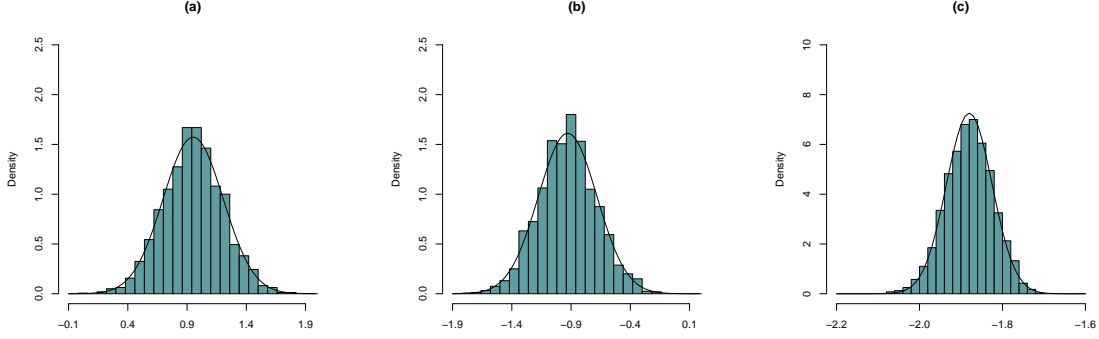 (a)
Density
0.0 0.5 1.0 1.5 2.0 2.5
−0.1 0.4 0.9 1.4 1.9
(b)
Density
0.0 0.5 1.0 1.5 2.0 2.5
−1.9 −1.4 −0.9 −0.4 0.1
(c)
Density
0 2 4 6 8 10
−2.2 −2.0 −1.8 −1.6